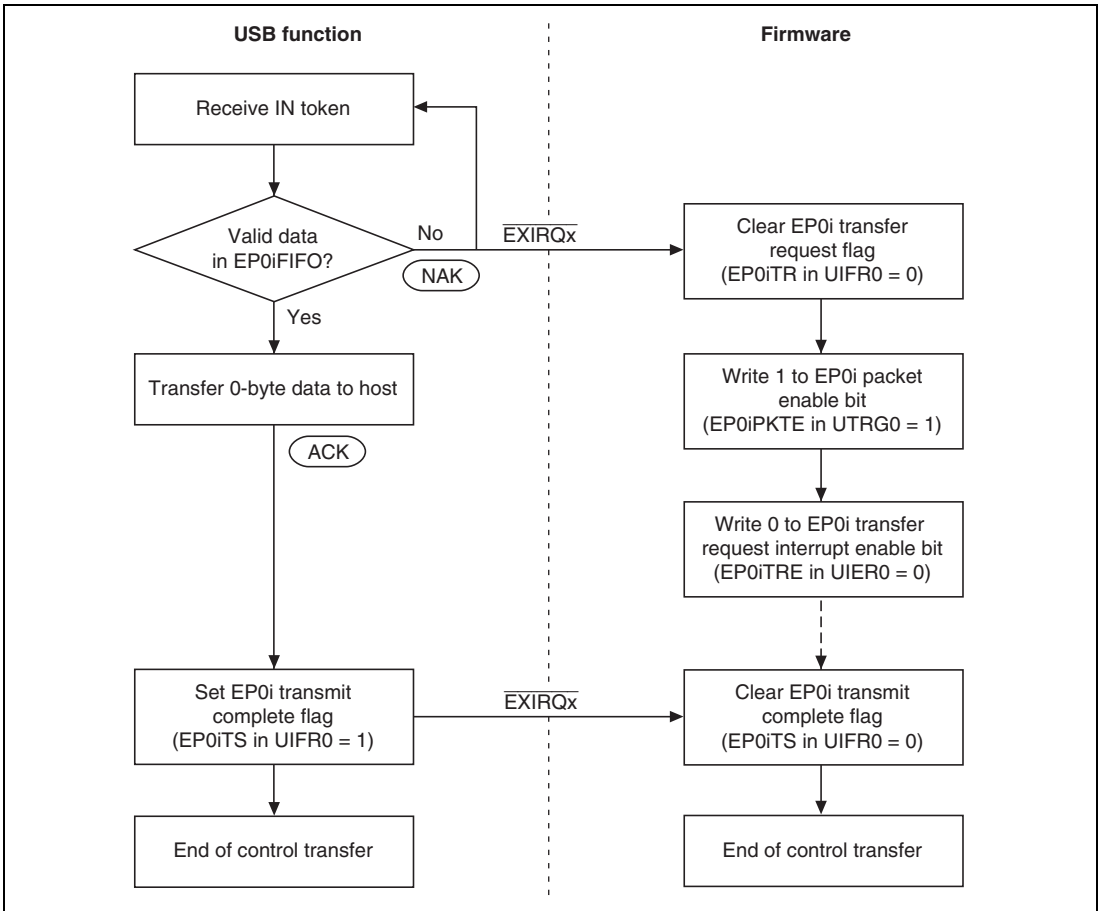 USB function
Firmware
Receive IN token
Valid data
in EP0iFIFO?
No
NAK
EXIRQx
Clear EP0i transfer
request flag
(EP0iTR in UIFR0 = 0)
Yes
Transfer 0-byte data to host
ACK
Write 1 to EP0i packet
enable bit
(EP0iPKTE in UTRG0 = 1)
Write 0 to EP0i transfer
request interrupt enable bit
(EP0iTRE in UIER0 = 0)
Set EP0i transmit
complete flag
(EP0iTS in UIFR0 = 1)
EXIRQx
Clear EP0i transmit
complete flag
(EP0iTS in UIFR0 = 0)
End of control transfer
End of control transfer